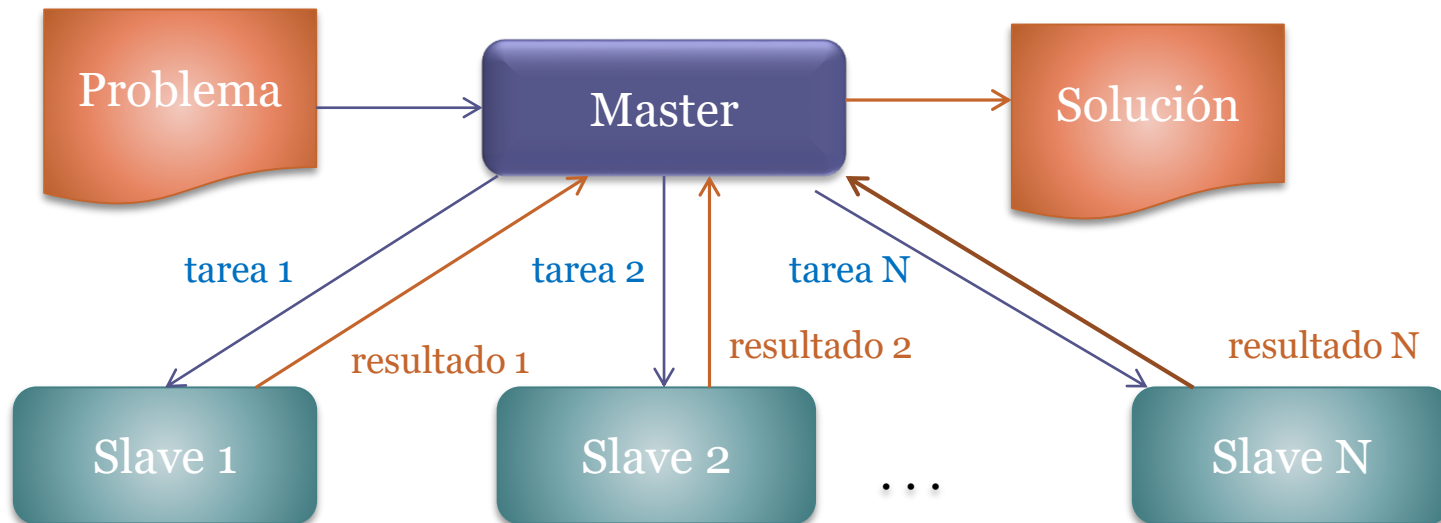 Problema
Master
Solución
tarea 1
tarea 2
tarea N
resultado 1
resultado 2
resultado N
Slave 1
Slave 2
. . .
Slave N